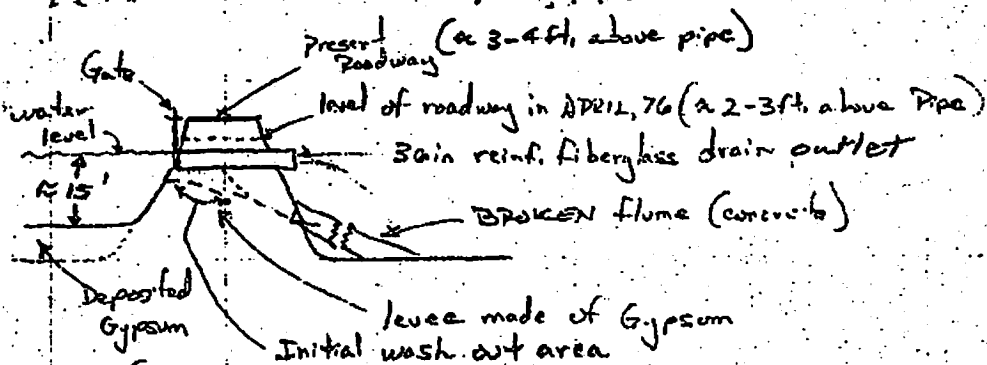 present (≈ 3-4 ft. above pipe)
Roadway
Gate
water
level
level of roadway in APRIL, 76 (≈ 2-3 ft. above Pipe)
30in reinf. fiberglass drain outlet
≈ 15'
BROKEN flume (concrete)
Deposited
Gypsum
levee made of Gypsum
Initial wash out area